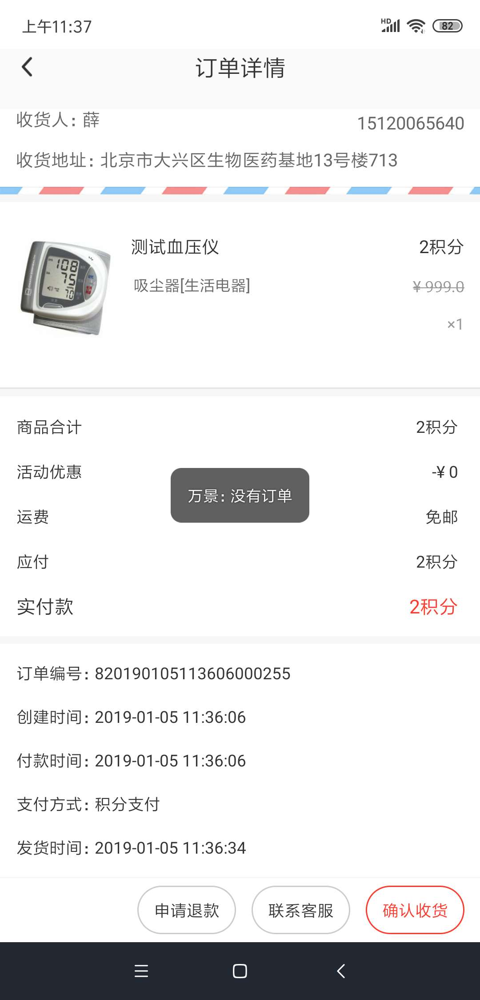 上午11:37
HD
82
订单详情
收货人: 薛
15120065640
收货地址: 北京市大兴区生物医药基地13号楼713
测试血压仪
2积分
吸尘器[生活电器]
¥ 999.0
×1
108
75
70
商品合计
2积分
活动优惠
-¥ 0
万景: 没有订单
运费
免邮
应付
2积分
实付款
2积分
订单编号: 820190105113606000255
创建时间: 2019-01-05 11:36:06
付款时间: 2019-01-05 11:36:06
支付方式: 积分支付
发货时间: 2019-01-05 11:36:34
申请退款
联系客服
确认收货